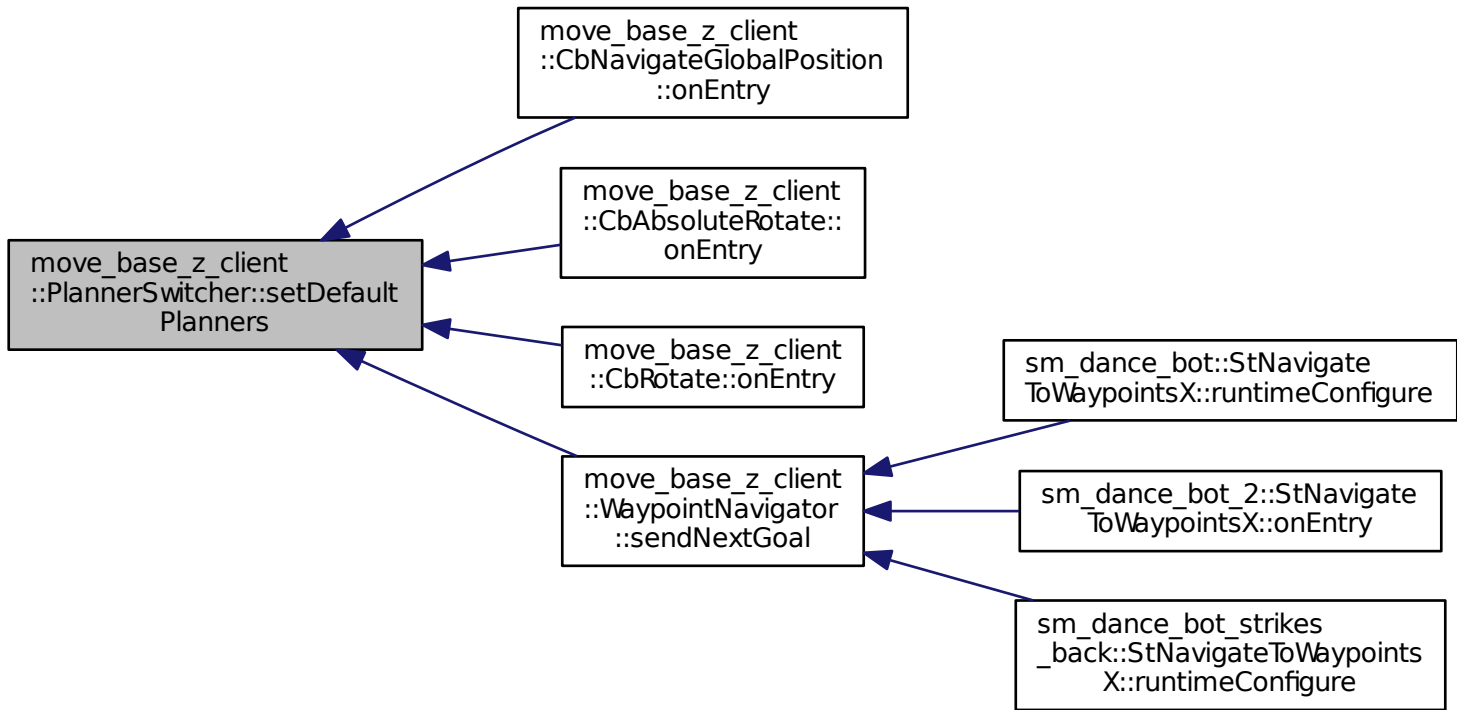 move_base_z_client
::CbNavigateGlobalPosition
::onEntry
move_base_z_client
::CbAbsoluteRotate::
onEntry
move_base_z_client
::PlannerSwitcher::setDefault
Planners
move_base_z_client
::CbRotate::onEntry
move_base_z_client
::WaypointNavigator
::sendNextGoal
sm_dance_bot::StNavigate
ToWaypointsX::runtimeConfigure
sm_dance_bot_2::StNavigate
ToWaypointsX::onEntry
sm_dance_bot_strikes
_back::StNavigateToWaypoints
X::runtimeConfigure